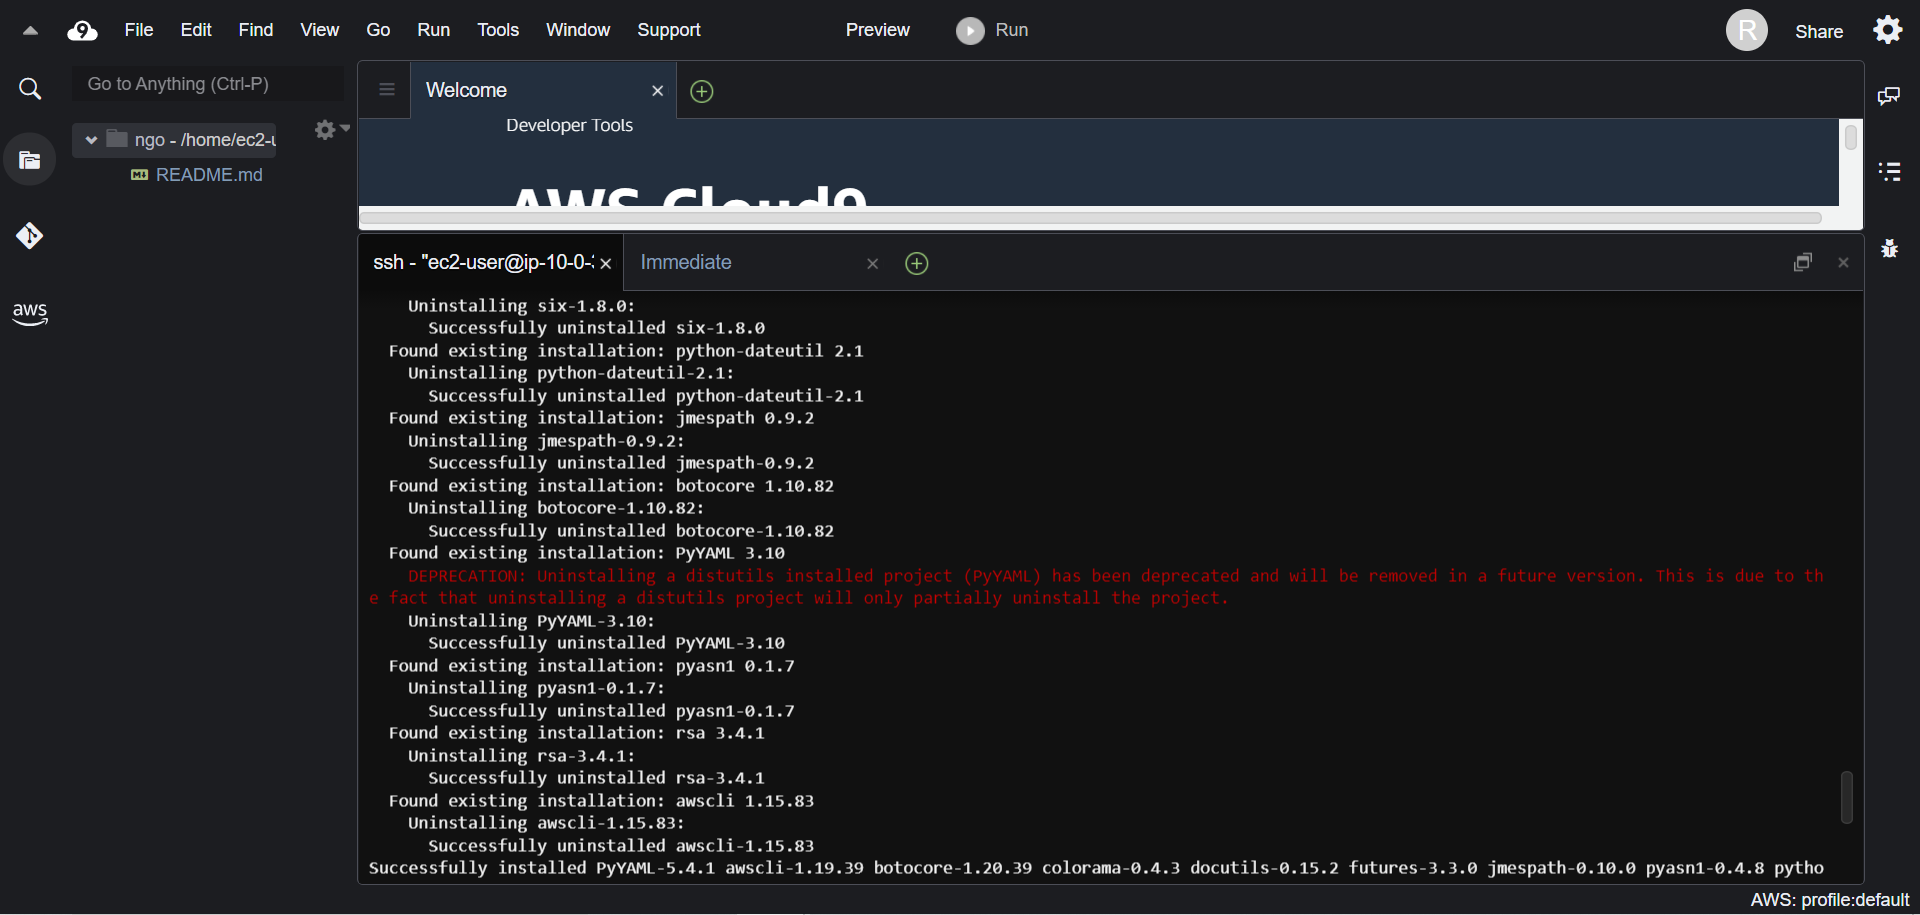 File Edit Find View Go Run Tools Window Support Preview Run R Share
Go to Anything (Ctrl-P)
ngo - /home/ec2-u
README.md
aws
Welcome
Developer Tools
AWS Cloud9
ssh - "ec2-user@ip-10-0-
Immediate
Uninstalling six-1.8.0:
Successfully uninstalled six-1.8.0
Found existing installation: python-dateutil 2.1
Uninstalling python-dateutil-2.1:
Successfully uninstalled python-dateutil-2.1
Found existing installation: jmespath 0.9.2
Uninstalling jmespath-0.9.2:
Successfully uninstalled jmespath-0.9.2
Found existing installation: botocore 1.10.82
Uninstalling botocore-1.10.82:
Successfully uninstalled botocore-1.10.82
Found existing installation: PyYAML 3.10
DEPRECATION: Uninstalling a distutils installed project (PyYAML) has been deprecated and will be removed in a future version. This is due to th
e fact that uninstalling a distutils project will only partially uninstall the project.
Uninstalling PyYAML-3.10:
Successfully uninstalled PyYAML-3.10
Found existing installation: pyasn1 0.1.7
Uninstalling pyasn1-0.1.7:
Successfully uninstalled pyasn1-0.1.7
Found existing installation: rsa 3.4.1
Uninstalling rsa-3.4.1:
Successfully uninstalled rsa-3.4.1
Found existing installation: awscli 1.15.83
Uninstalling awscli-1.15.83:
Successfully uninstalled awscli-1.15.83
Successfully installed PyYAML-5.4.1 awscli-1.19.39 botocore-1.20.39 colorama-0.4.3 docutils-0.15.2 futures-3.3.0 jmespath-0.10.0 pyasn1-0.4.8 pytho
AWS: profile:default